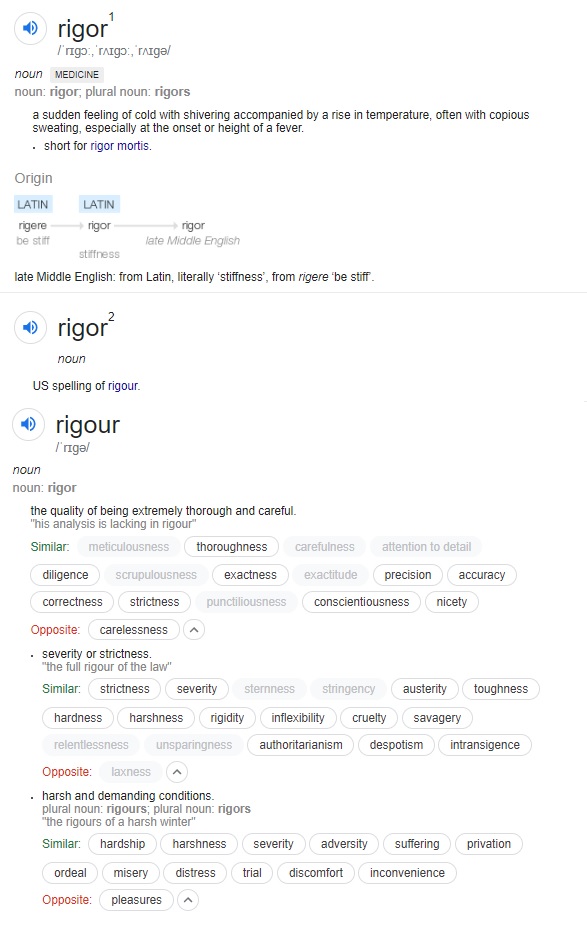 rigor1
/ˈrɪɡɔː,ˈrʌɪɡɔː,ˈrʌɪɡə/
noun MEDICINE
noun: rigor; plural noun: rigors
a sudden feeling of cold with shivering accompanied by a rise in temperature, often with copious
sweating, especially at the onset or height of a fever.
• short for rigor mortis.
Origin
LATIN LATIN
rigere rigor rigor
be stiff late Middle English
stiffness
late Middle English: from Latin, literally ‘stiffness’, from rigere ‘be stiff’.
rigor2
noun
US spelling of rigour.
rigour
/ˈrɪɡə/
noun
noun: rigor
the quality of being extremely thorough and careful.
"his analysis is lacking in rigour"
Similar: meticulousness thoroughness carefulness attention to detail
diligence scrupulousness exactness exactitude precision accuracy
correctness strictness punctiliousness conscientiousness nicety
Opposite: carelessness
• severity or strictness.
"the full rigour of the law"
Similar: strictness severity sternness stringency austerity toughness
hardness harshness rigidity inflexibility cruelty savagery
relentlessness unsparingness authoritarianism despotism intransigence
Opposite: laxness
• harsh and demanding conditions.
plural noun: rigours; plural noun: rigors
"the rigours of a harsh winter"
Similar: hardship harshness severity adversity suffering privation
ordeal misery distress trial discomfort inconvenience
Opposite: pleasures